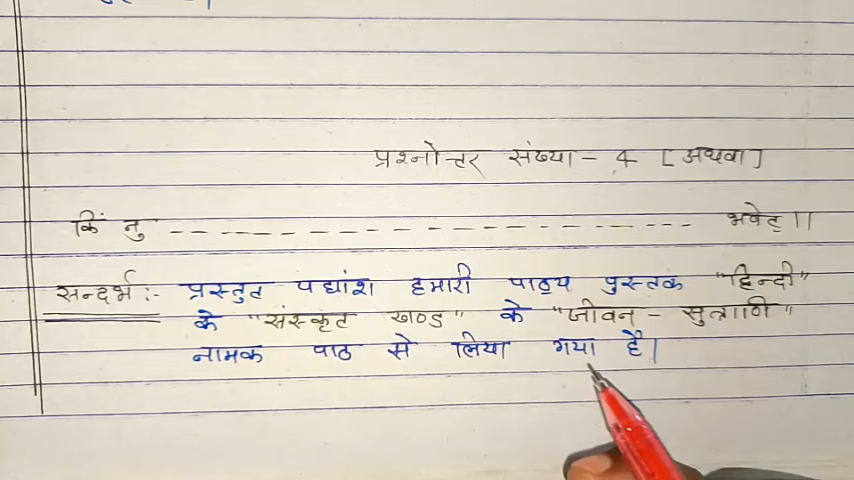 प्रश्नोत्तर संख्या - 4 [अथवा]
किं नु - - - - - - - - - - - - - - - - - - - - भवेत् ।।
सन्दर्भ :- प्रस्तुत पद्यांश हमारी पाठ्य पुस्तक "हिन्दी"
के "संस्कृत खण्ड" के "जीवन - सुत्राणि"
नामक पाठ से लिया गया है।